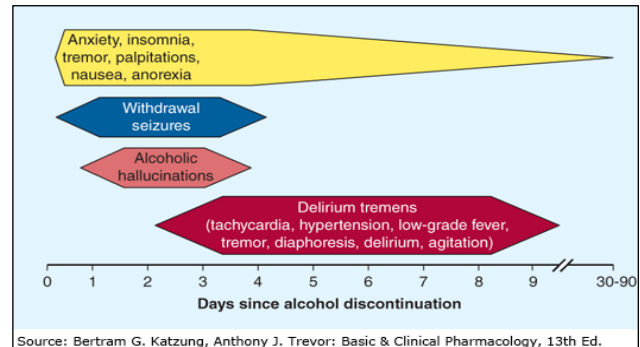 Anxiety, insomnia,
tremor, palpitations,
nausea, anorexia
Withdrawal
seizures
Alcoholic
hallucinations
Delirium tremens
(tachycardia, hypertension, low-grade fever,
tremor, diaphoresis, delirium, agitation)
0 1 2 3 4 5 6 7 8 9 30-90
Days since alcohol discontinuation
Source: Bertram G. Katzung, Anthony J. Trevor: Basic & Clinical Pharmacology, 13th Ed.